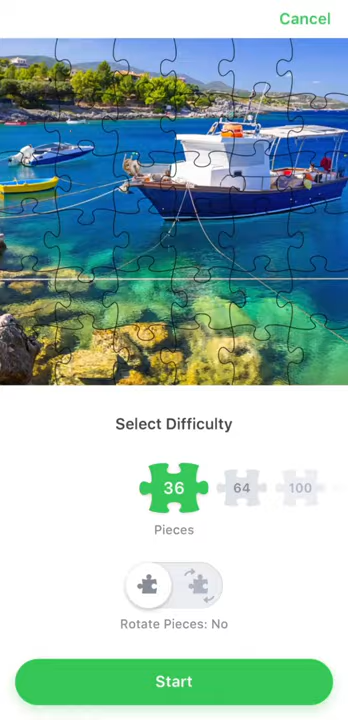 Cancel
Select Difficulty
36
64
100
Pieces
Rotate Pieces: No
Start